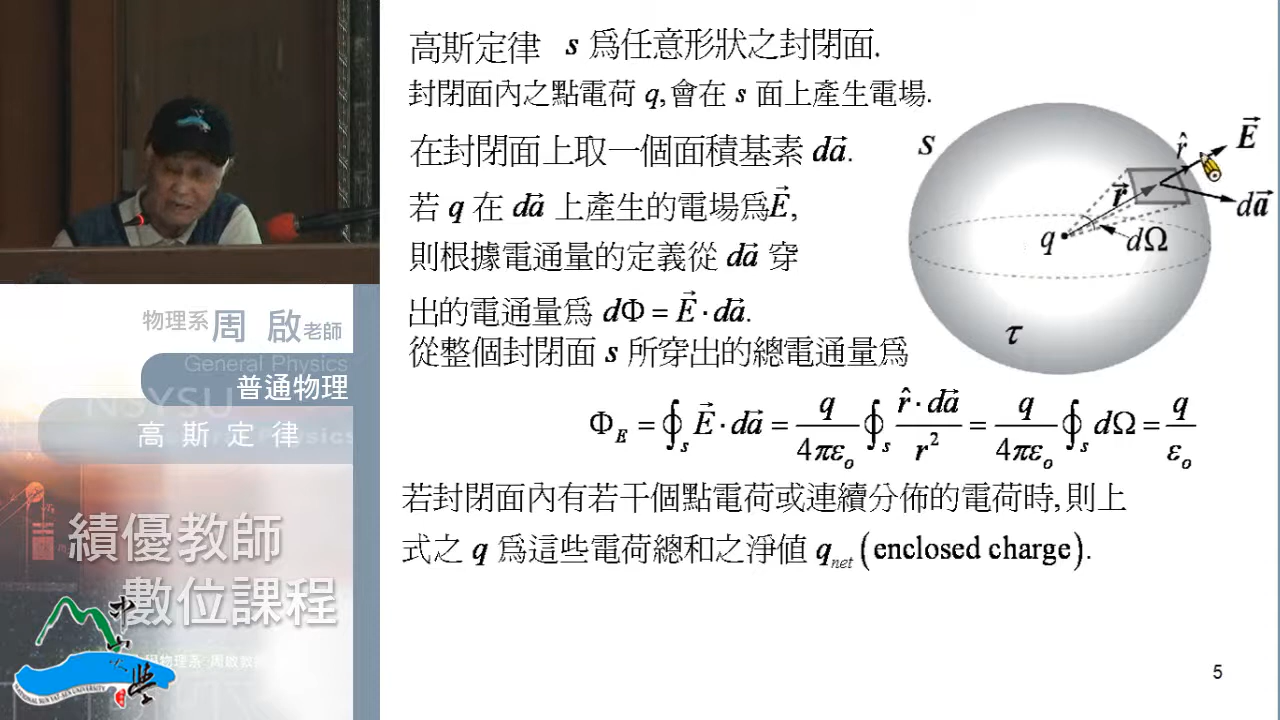 高斯定律 s 爲任意形狀之封閉面.
封閉面內之點電荷 q,會在 s 面上產生電場.
在封閉面上取一個面積基素 da⃗.
若 q 在 da⃗ 上產生的電場爲E⃗,
則根據電通量的定義從 da⃗ 穿
出的電通量爲 dΦ = E⃗ · da⃗.
從整個封閉面 s 所穿出的總電通量爲
Φ_E = ∮_s E⃗ · da⃗ = q/4πε_o ∮_s r̂ · da⃗/r² = q/4πε_o ∮_s dΩ = q/ε_o
若封閉面內有若干個點電荷或連續分佈的電荷時,則上
式之 q 爲這些電荷總和之淨值 q_net (enclosed charge).
S
r̂
E⃗
r⃗
da⃗
q
dΩ
τ
5
物理系 周 啟 老師
General Physics
普通物理
NSYSU
高斯定律
績優教師
數位課程
NATIONAL SUN YAT-SEN UNIVERSITY